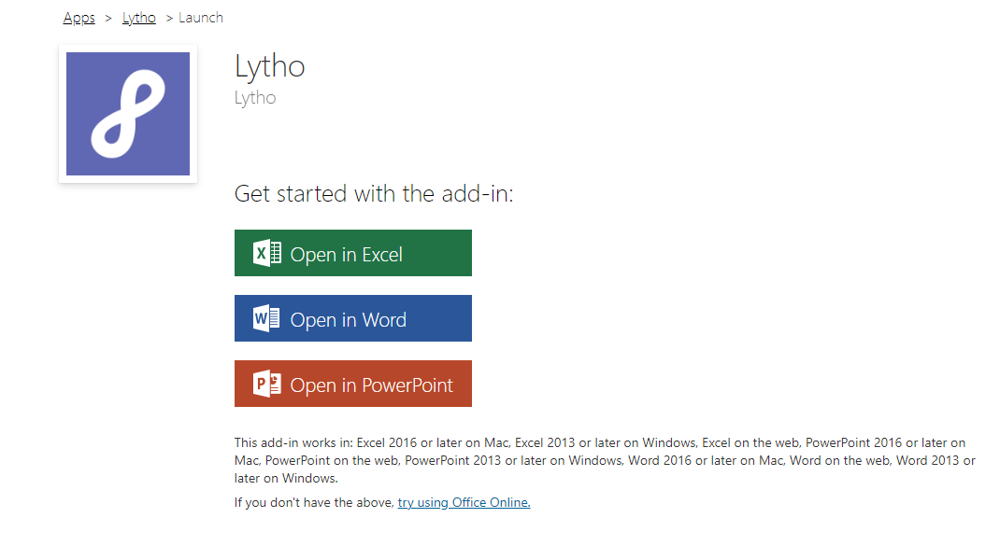 Apps > Lytho > Launch
Lytho
Lytho
Get started with the add-in:
Open in Excel
Open in Word
Open in PowerPoint
This add-in works in: Excel 2016 or later on Mac, Excel 2013 or later on Windows, Excel on the web, PowerPoint 2016 or later on
Mac, PowerPoint on the web, PowerPoint 2013 or later on Windows, Word 2016 or later on Mac, Word on the web, Word 2013 or
later on Windows.
If you don't have the above, try using Office Online.